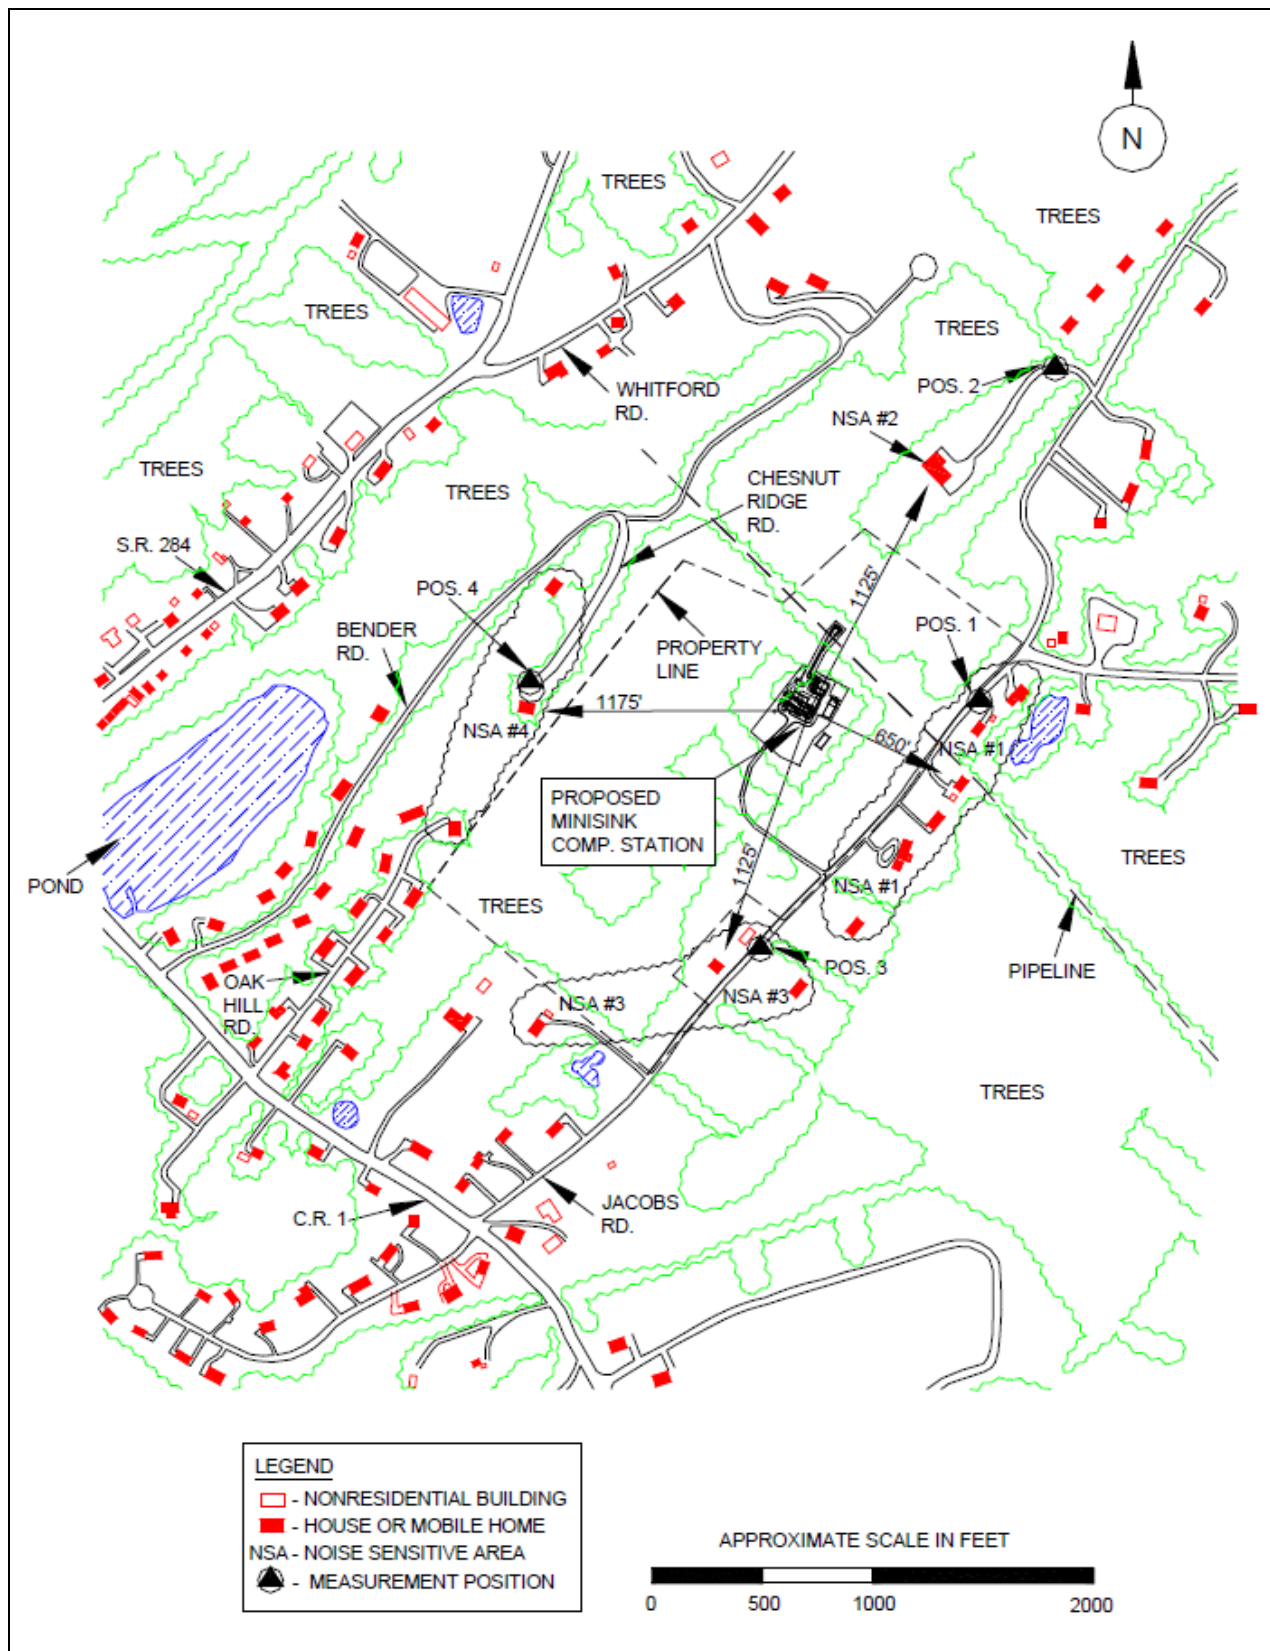 N
TREES
TREES
TREES
TREES
WHITFORD
RD.
POS. 2
NSA #2
TREES
TREES
CHESNUT
RIDGE
RD.
S.R. 284
POS. 4
BENDER
RD.
1125'
POS. 1
PROPERTY
LINE
1175'
NSA #4
650'
NSA #1
PROPOSED
MINISINK
COMP. STATION
1125'
TREES
POND
NSA #1
TREES
POS. 3
PIPELINE
OAK
HILL
RD.
NSA #3
NSA #3
TREES
C.R. 1
JACOBS
RD.
LEGEND
- NONRESIDENTIAL BUILDING
- HOUSE OR MOBILE HOME
NSA - NOISE SENSITIVE AREA
- MEASUREMENT POSITION
APPROXIMATE SCALE IN FEET
0 500 1000 2000